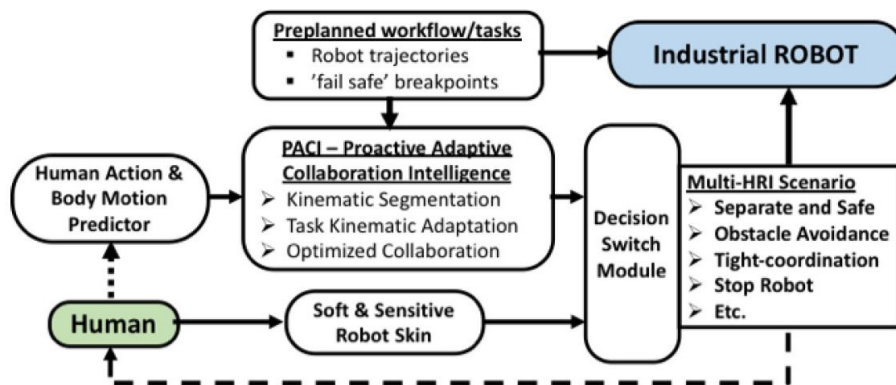 Preplanned workflow/tasks
▪ Robot trajectories
▪ 'fail safe' breakpoints
Industrial ROBOT
PACI – Proactive Adaptive
Collaboration Intelligence
➢ Kinematic Segmentation
➢ Task Kinematic Adaptation
➢ Optimized Collaboration
Human Action &
Body Motion
Predictor
Decision
Switch
Module
Multi-HRI Scenario
➢ Separate and Safe
➢ Obstacle Avoidance
➢ Tight-coordination
➢ Stop Robot
➢ Etc.
Human
Soft & Sensitive
Robot Skin